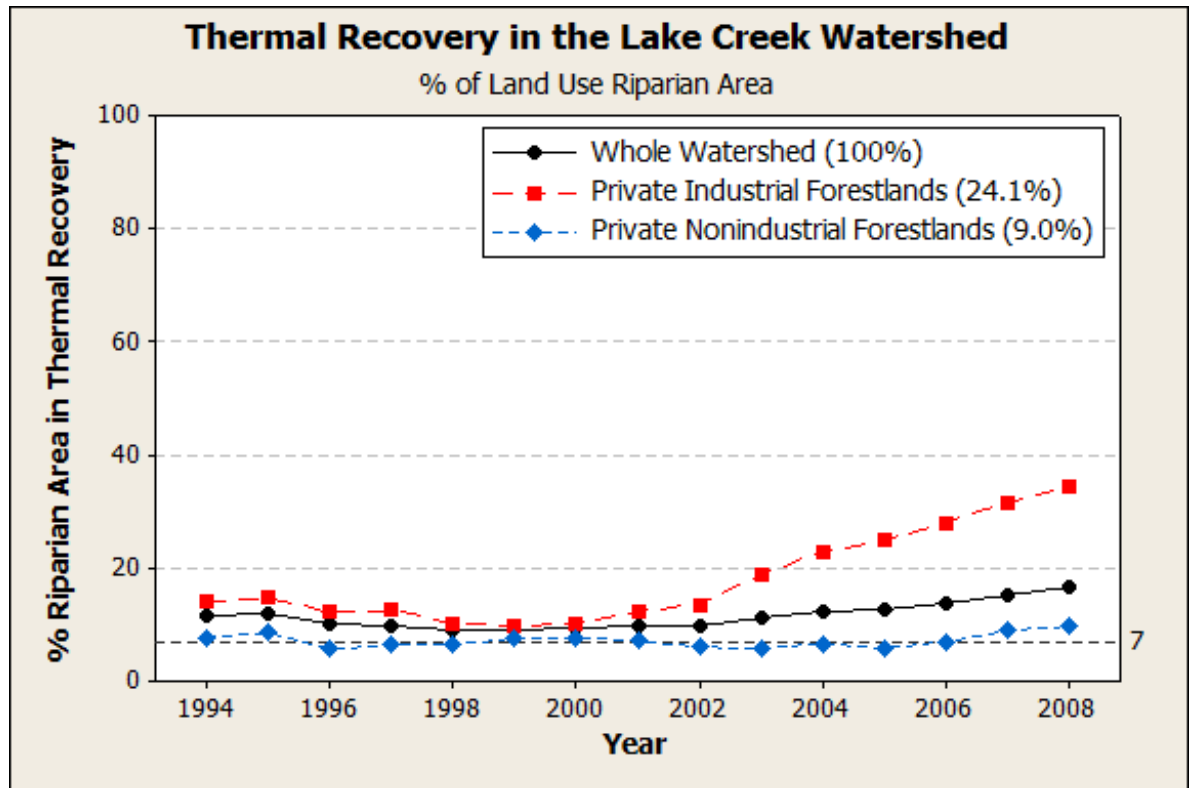 Thermal Recovery in the Lake Creek Watershed
% of Land Use Riparian Area
Whole Watershed (100%)
Private Industrial Forestlands (24.1%)
Private Nonindustrial Forestlands (9.0%)
% Riparian Area in Thermal Recovery
100
80
60
40
20
0
7
1994 1996 1998 2000 2002 2004 2006 2008
Year